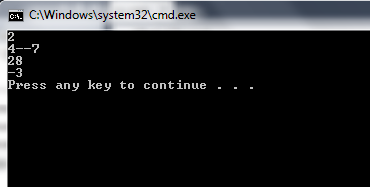 C:\Windows\system32\cmd.exe
2
4--7
28
-3
Press any key to continue . . .